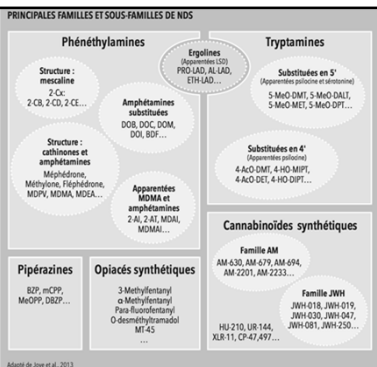 PRINCIPALES FAMILLES ET SOUS-FAMILLES DE NDS
Phénéthylamines
Structure :
mescaline
2-Cx:
2-CB, 2-CD, 2-CE...
Amphétamines
substituées
DOB, DOC, DOM,
DOI, BDF...
Structure :
cathinones et
amphétamines
Méphédrone,
Méthylone, Fléphédrone,
MDPV, MDMA, MDEA...
Apparentées
MDMA et
amphétamines
2-AI, 2-AT, MDAI,
MDMAI...
Ergolines
(Apparentées LSD)
PRO-LAD, AL-LAD,
ETH-LAD...
Tryptamines
Substituées en 5'
(Apparentées psilocine et sérotonine)
5-MeO-DMT, 5-MeO-DALT,
5-MeO-MET, 5-MeO-DPT...
Substituées en 4'
(Apparentées psilocine)
4-AcO-DMT, 4-HO-MIPT,
4-AcO-DET, 4-HO-DIPT...
Pipérazines
BZP, mCPP,
MeOPP, DBZP...
Opiacés synthétiques
3-Methylfentanyl
α-Methylfentanyl
Para-fluorofentanyl
O-desméthyltramadol
MT-45
...
Cannabinoïdes synthétiques
Famille AM
AM-630, AM-679, AM-694,
AM-2201, AM-2233...
Famille JWH
JWH-018, JWH-019,
JWH-030, JWH-047,
JWH-081, JWH-250...
HU-210, UR-144,
XLR-11, CP-47,497...
Adapté de Joye et al., 2013